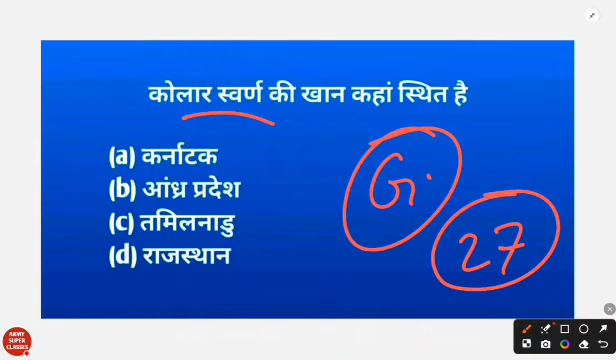 कोलार स्वर्ण की खान कहां स्थित है
(a) कर्नाटक
(b) आंध्र प्रदेश
(c) तमिलनाडु
(d) राजस्थान
G.
27
ARMY
SUPER
CLASSES